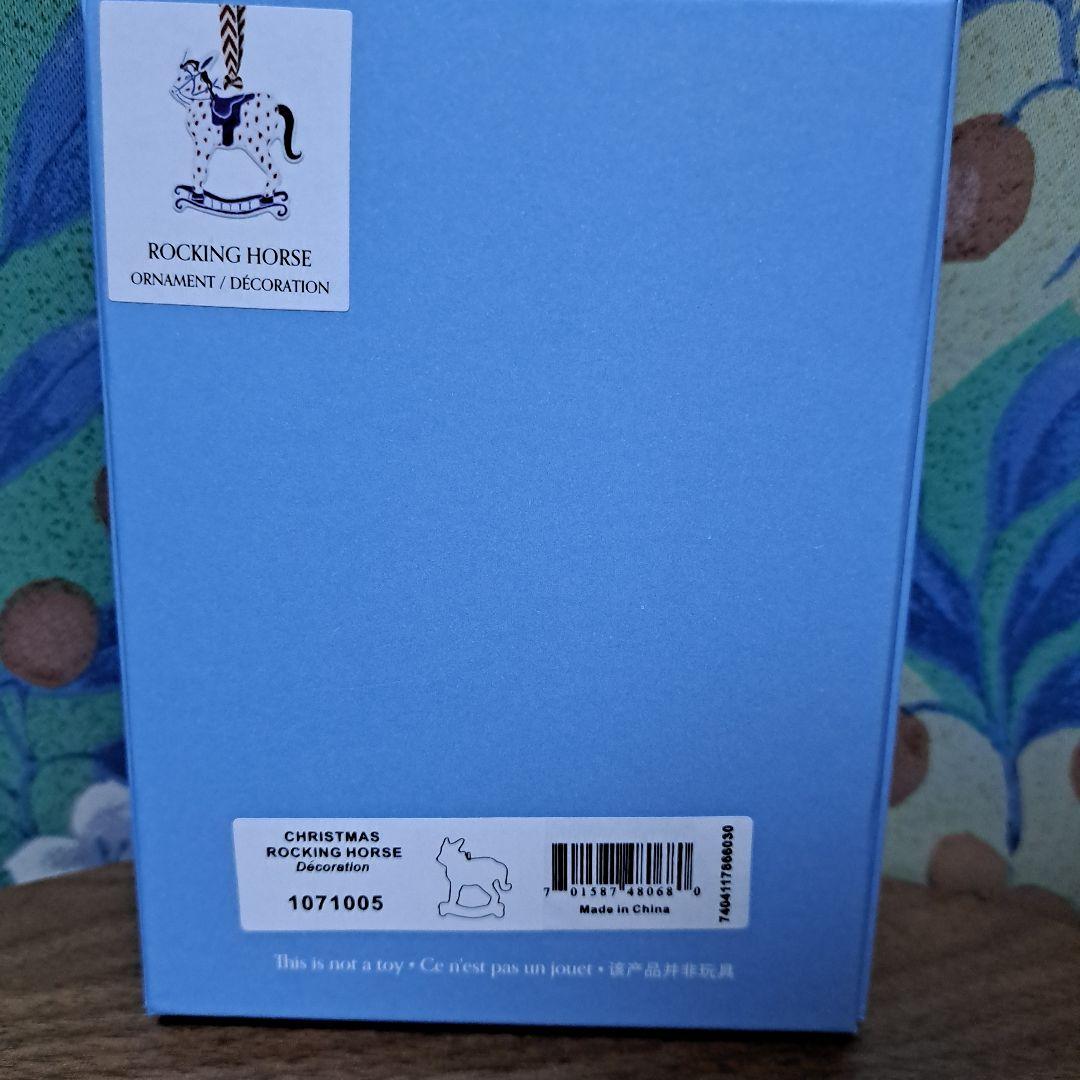 ROCKING HORSE
ORNAMENT / DÉCORATION
CHRISTMAS
ROCKING HORSE
Décoration
1071005
7 01587 48068 0
Made in China
7404117866030
This is not a toy • Ce n'est pas un jouet • 该产品并非玩具